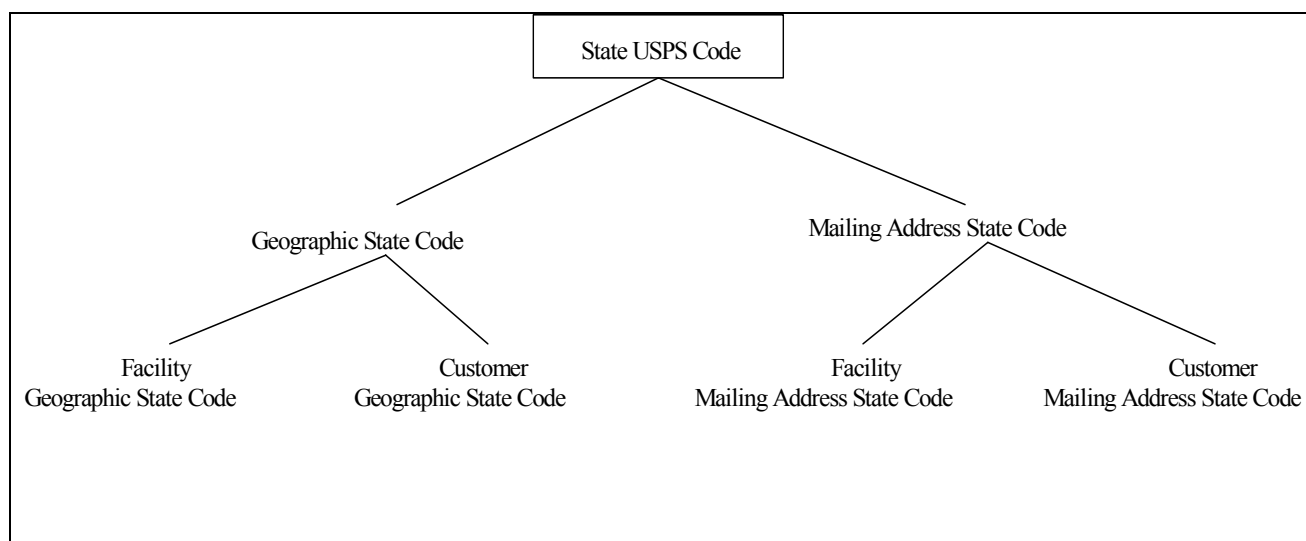 State USPS Code
Geographic State Code
Mailing Address State Code
Facility
Geographic State Code
Customer
Geographic State Code
Facility
Mailing Address State Code
Customer
Mailing Address State Code